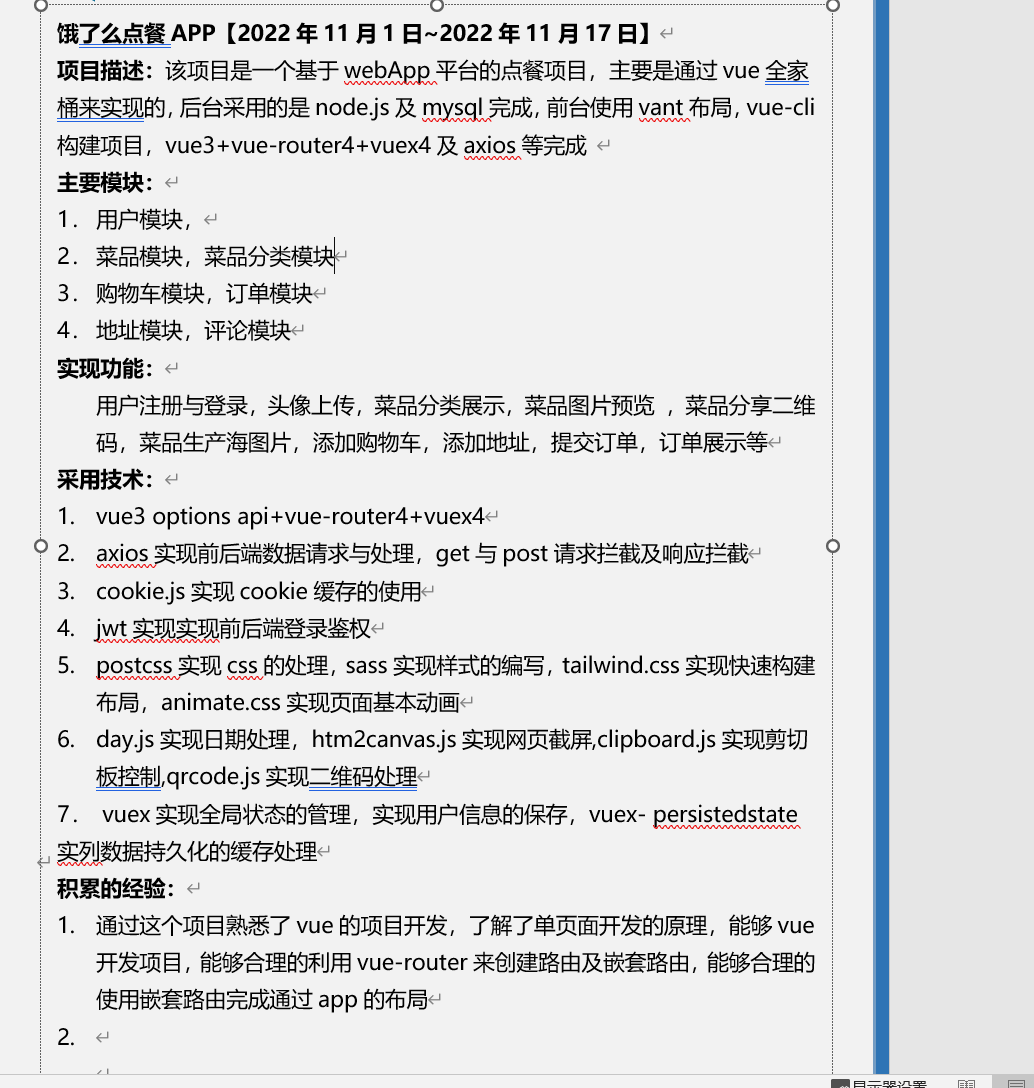 饿了么点餐 APP【2022 年 11 月 1 日~2022 年 11 月 17 日】
项目描述：该项目是一个基于 webApp 平台的点餐项目，主要是通过 vue 全家
桶来实现的，后台采用的是 node.js 及 mysql 完成，前台使用 vant 布局，vue-cli
构建项目，vue3+vue-router4+vuex4 及 axios 等完成
主要模块：
1. 用户模块，
2. 菜品模块，菜品分类模块
3. 购物车模块，订单模块
4. 地址模块，评论模块
实现功能：
用户注册与登录，头像上传，菜品分类展示，菜品图片预览 ，菜品分享二维
码，菜品生产海图片，添加购物车，添加地址，提交订单，订单展示等
采用技术：
1. vue3 options api+vue-router4+vuex4
2. axios 实现前后端数据请求与处理，get 与 post 请求拦截及响应拦截
3. cookie.js 实现 cookie 缓存的使用
4. jwt 实现实现前后端登录鉴权
5. postcss 实现 css 的处理，sass 实现样式的编写，tailwind.css 实现快速构建
布局，animate.css 实现页面基本动画
6. day.js 实现日期处理，htm2canvas.js 实现网页截屏,clipboard.js 实现剪切
板控制,qrcode.js 实现二维码处理
7. vuex 实现全局状态的管理，实现用户信息的保存，vuex- persistedstate
实列数据持久化的缓存处理
积累的经验：
1. 通过这个项目熟悉了 vue 的项目开发，了解了单页面开发的原理，能够 vue
开发项目，能够合理的利用 vue-router 来创建路由及嵌套路由，能够合理的
使用嵌套路由完成通过 app 的布局
2.
显示器设置